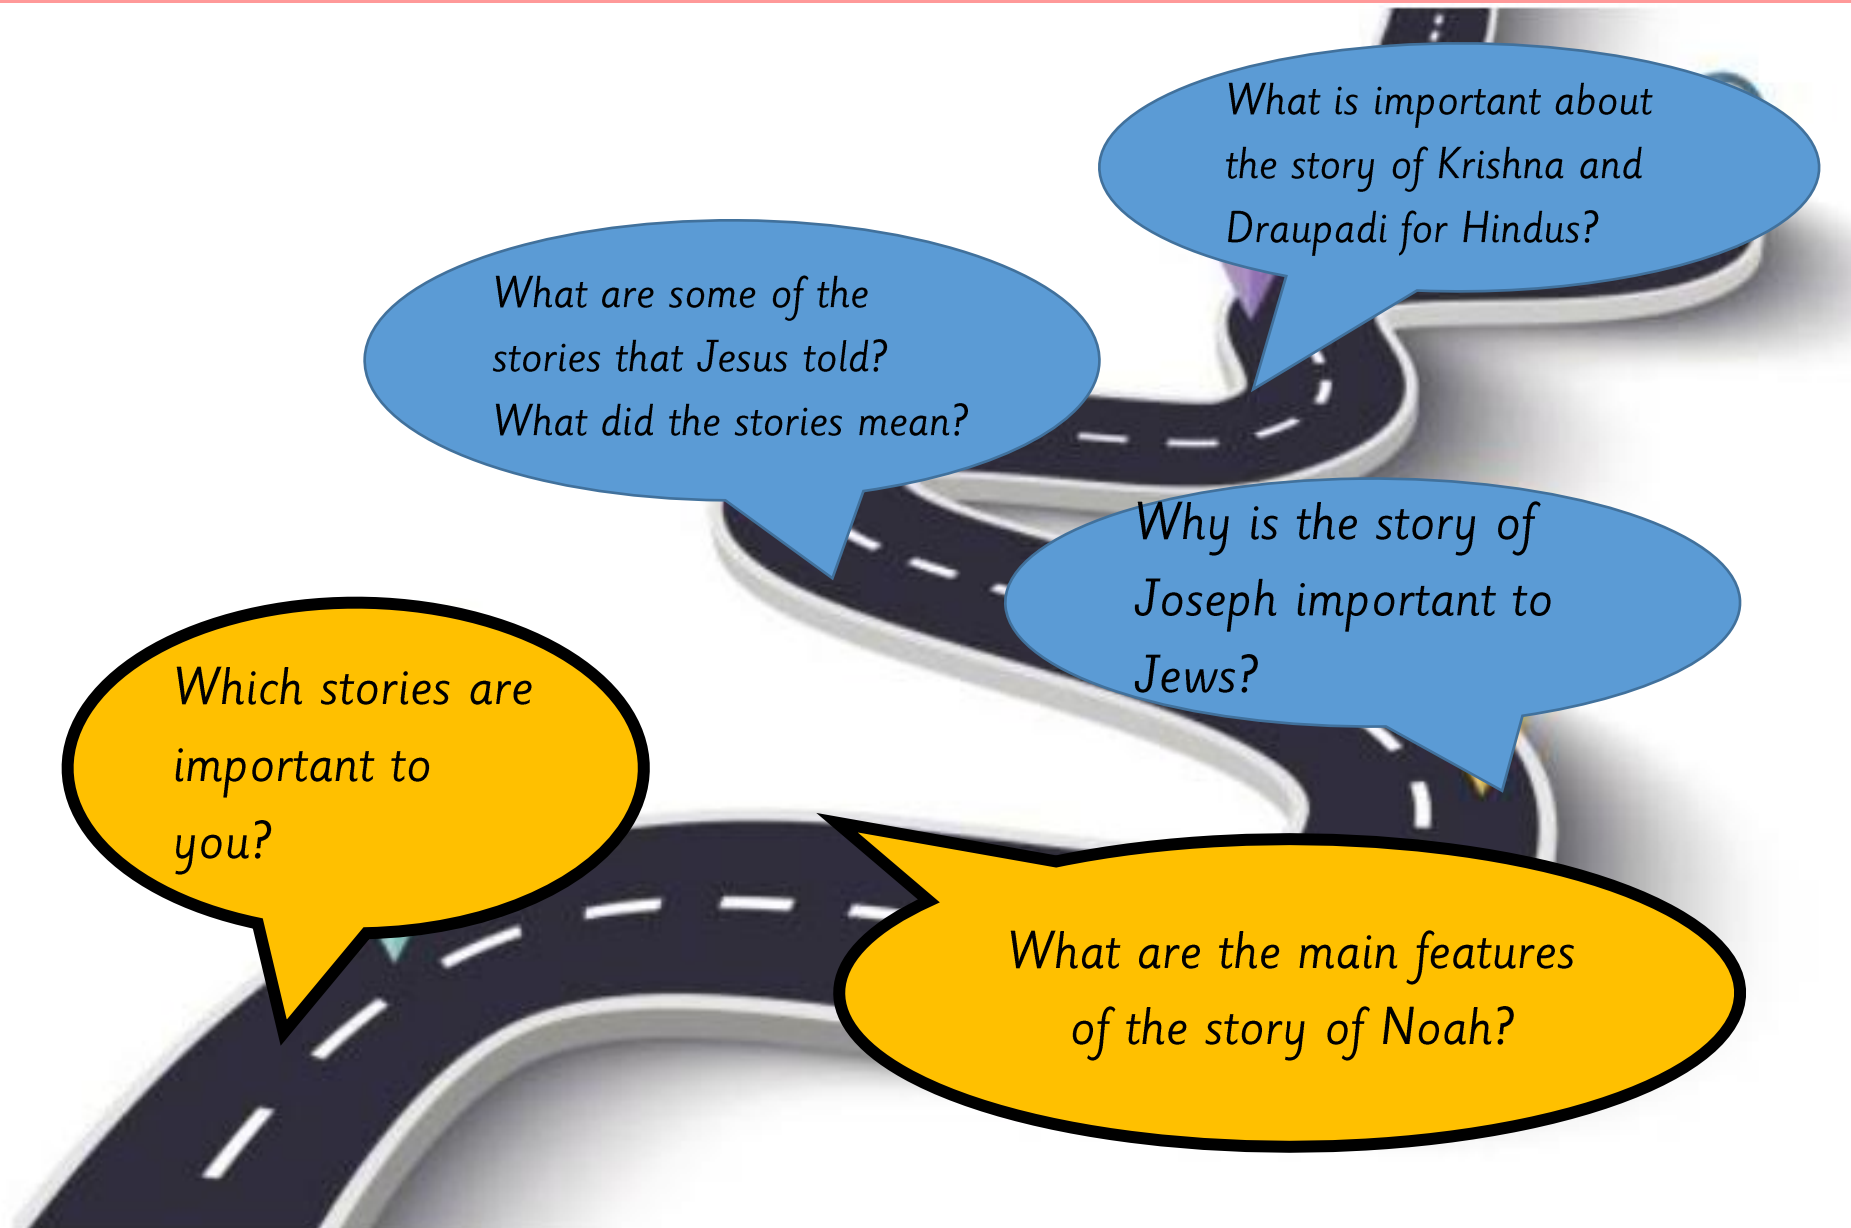 What is important about
the story of Krishna and
Draupadi for Hindus?
What are some of the
stories that Jesus told?
What did the stories mean?
Why is the story of
Joseph important to
Jews?
Which stories are
important to
you?
What are the main features
of the story of Noah?